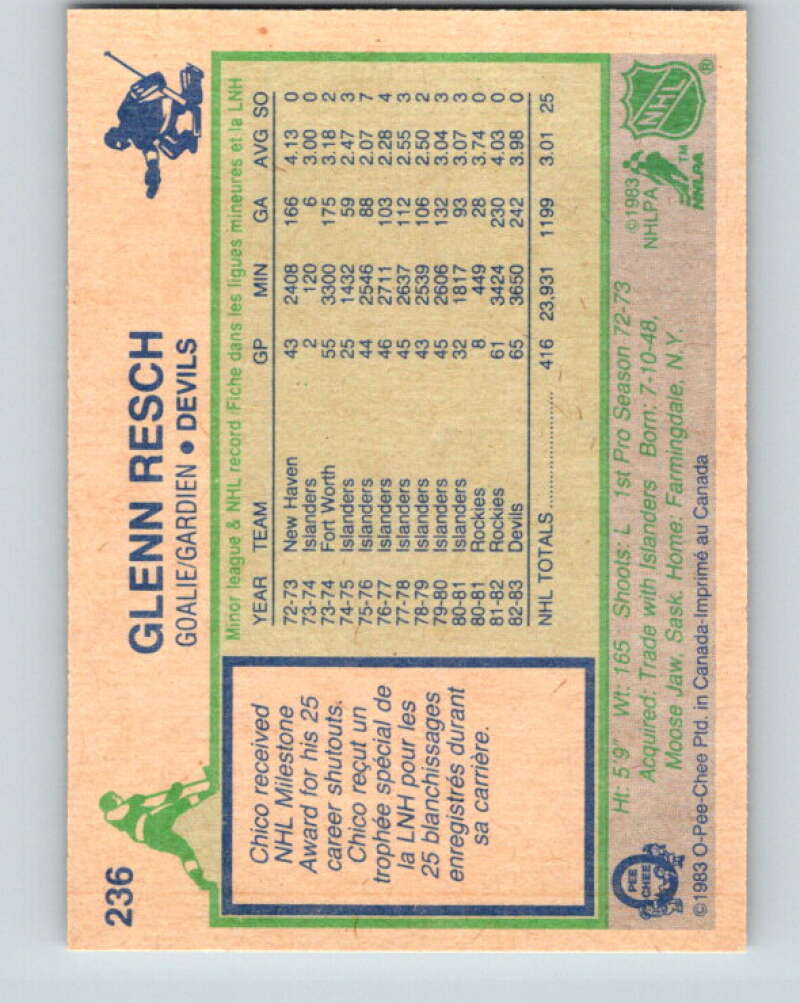 236
GLENN RESCH
GOALIE/GARDIEN • DEVILS
Chico received
NHL Milestone
Award for his 25
career shutouts.
Chico reçut un
trophée spécial de
la LNH pour les
25 blanchissages
enregistrés durant
sa carrière.
Minor league & NHL record/Fiche dans les ligues mineures et la LNH
YEAR TEAM GP MIN GA AVG SO
72-73 New Haven 43 2408 166 4.13 0
73-74 Islanders 2 120 6 3.00 0
73-74 Fort Worth 55 3300 175 3.18 2
74-75 Islanders 25 1432 59 2.47 3
75-76 Islanders 44 2546 88 2.07 7
76-77 Islanders 46 2711 103 2.28 4
77-78 Islanders 45 2637 112 2.55 3
78-79 Islanders 43 2539 106 2.50 2
79-80 Islanders 45 2606 132 3.04 3
80-81 Islanders 32 1817 93 3.07 3
80-81 Rockies 8 449 28 3.74 0
81-82 Rockies 61 3424 230 4.03 0
82-83 Devils 65 3650 242 3.98 0
NHL TOTALS .................... 416 23,931 1199 3.01 25
Ht: 5'9" Wt: 165 Shoots: L 1st Pro Season 72-73
Acquired: Trade with Islanders Born: 7-10-48,
Moose Jaw, Sask. Home: Farmingdale, N.Y.
©1983
NHLPA
NHLPA
TM
NHL
®
PEE
CHEE
©1983 O-Pee-Chee Ptd. in Canada-Imprimé au Canada